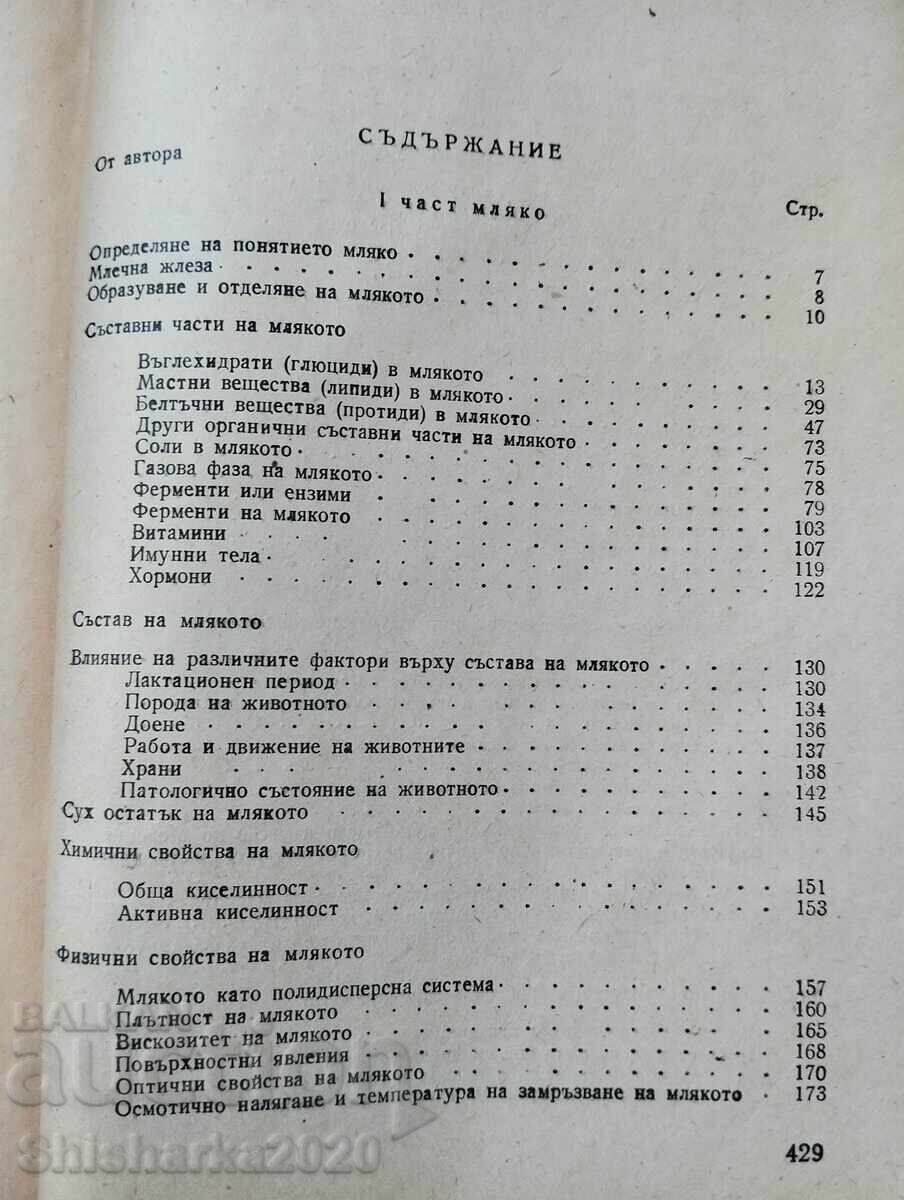 СЪДЪРЖАНИЕ
От автора
I част мляко Стр.
Определяне на понятието мляко . . . . . . . . . . 7
Млечна жлеза . . . . . . . . . . 8
Образуване и отделяне на млякото . . . . . . . . . . 10
Съставни части на млякото
Въглехидрати (глюциди) в млякото . . . . . . . . . . 13
Мастни вещества (липиди) в млякото . . . . . . . . . . 29
Белтъчни вещества (протиди) в млякото . . . . . . . . . . 47
Други органични съставни части на млякото . . . . . . . . . . 73
Соли в млякото . . . . . . . . . . 75
Газова фаза на млякото . . . . . . . . . . 78
Ферменти или ензими . . . . . . . . . . 79
Ферменти на млякото . . . . . . . . . . 103
Витамини . . . . . . . . . . 107
Имунни тела . . . . . . . . . . 119
Хормони . . . . . . . . . . 122
Състав на млякото
Влияние на различните фактори върху състава на млякото . . . . . 130
Лактационен период . . . . . . . . . . 130
Порода на животното . . . . . . . . . . 134
Доене . . . . . . . . . . 136
Работа и движение на животните . . . . . . . . . . 137
Храни . . . . . . . . . . 138
Патологично състояние на животното . . . . . . . . . . 142
Сух остатък на млякото . . . . . . . . . . 145
Химични свойства на млякото
Обща киселинност . . . . . . . . . . 151
Активна киселинност . . . . . . . . . . 153
Физични свойства на млякото
Млякото като полидисперсна система . . . . . . . . . . 157
Плътност на млякото . . . . . . . . . . 160
Вискозитет на млякото . . . . . . . . . . 165
Повърхностни явления . . . . . . . . . . 168
Оптични свойства на млякото . . . . . . . . . . 170
Осмотично налягане и температура на замръзване на млякото . 173
429
Shisharka2020